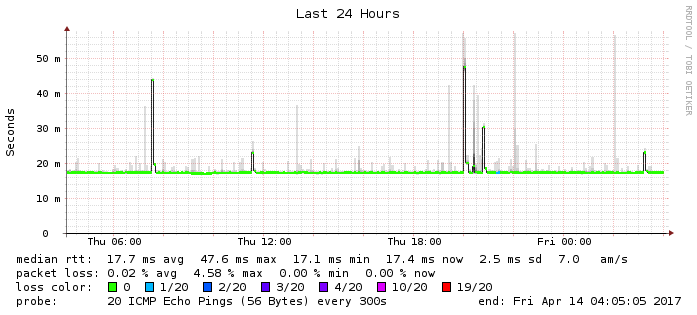 Last 24 Hours
RRDTOOL / TOBI OETIKER
Seconds
50 m
40 m
30 m
20 m
10 m
0
Thu 06:00 Thu 12:00 Thu 18:00 Fri 00:00
median rtt: 17.7 ms avg 47.6 ms max 17.1 ms min 17.4 ms now 2.5 ms sd 7.0 am/s
packet loss: 0.02 % avg 4.58 % max 0.00 % min 0.00 % now
loss color: 0 1/20 2/20 3/20 4/20 10/20 19/20
probe: 20 ICMP Echo Pings (56 Bytes) every 300s end: Fri Apr 14 04:05:05 2017